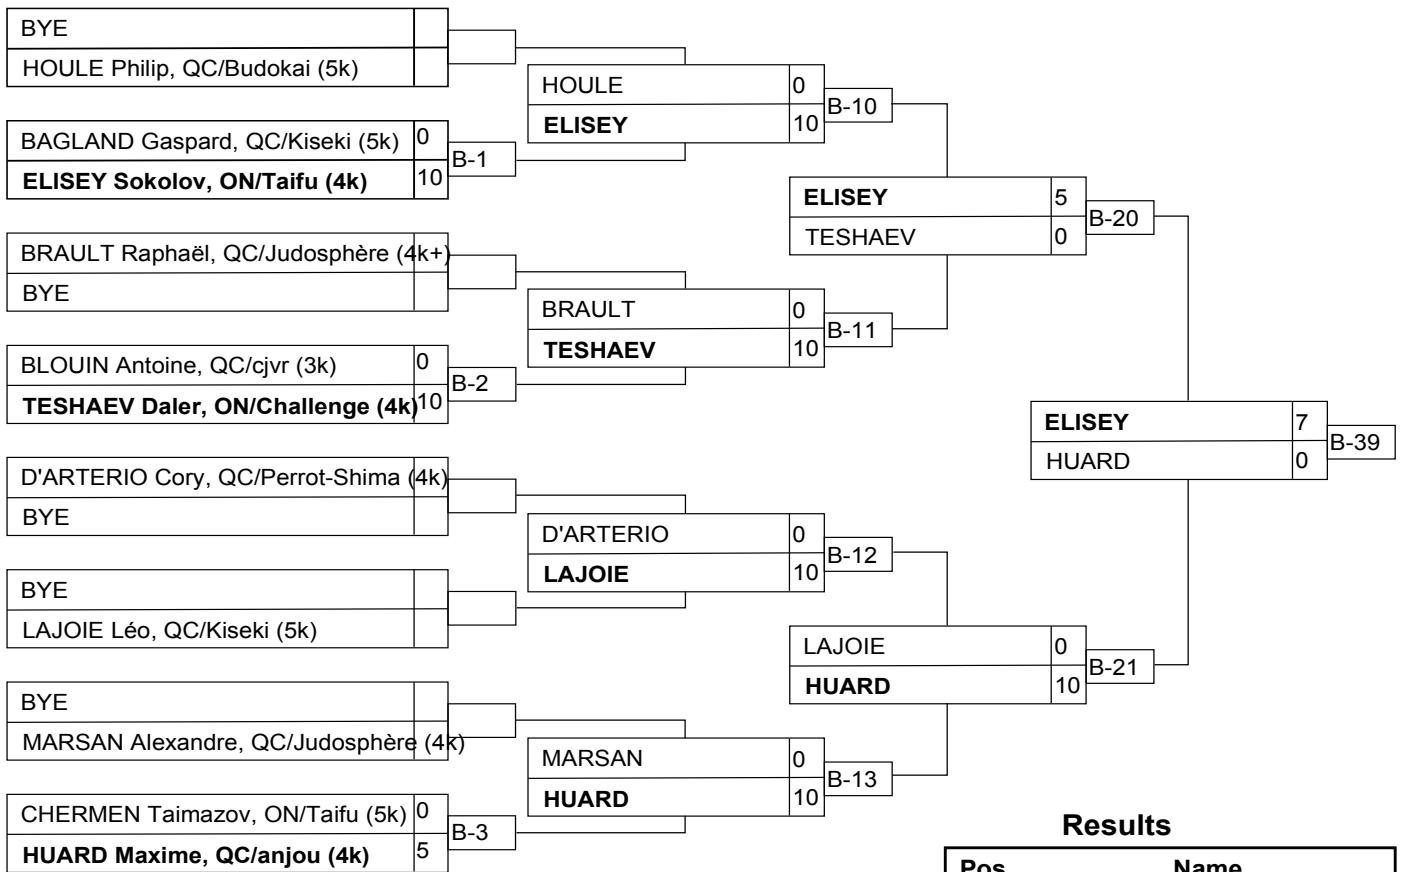 BYE
HOULE Philip, QC/Budokai (5k)
BAGLAND Gaspard, QC/Kiseki (5k) 0
ELISEY Sokolov, ON/Taifu (4k) 10
B-1
BRAULT Raphaël, QC/Judosphère (4k+)
BYE
BLOUIN Antoine, QC/cjvr (3k) 0
TESHAEV Daler, ON/Challenge (4k) 10
B-2
D'ARTERIO Cory, QC/Perrot-Shima (4k)
BYE
BYE
LAJOIE Léo, QC/Kiseki (5k)
BYE
MARSAN Alexandre, QC/Judosphère (4k)
CHERMEN Taimazov, ON/Taifu (5k) 0
HUARD Maxime, QC/anjou (4k) 5
B-3
HOULE 0
ELISEY 10
B-10
BRAULT 0
TESHAEV 10
B-11
D'ARTERIO 0
LAJOIE 10
B-12
MARSAN 0
HUARD 10
B-13
ELISEY 5
TESHAEV 0
B-20
LAJOIE 0
HUARD 10
B-21
ELISEY 7
HUARD 0
B-39
Results
Pos Name